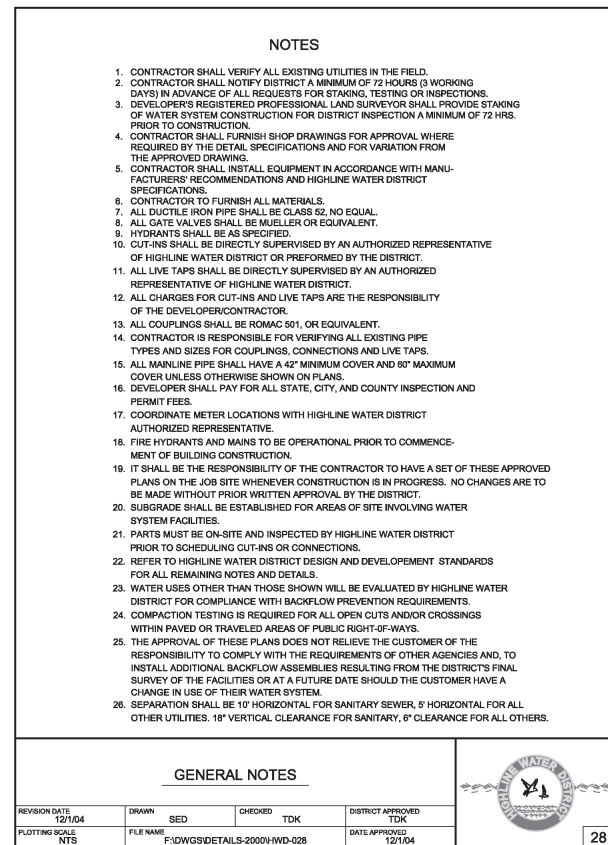 NOTES
1. CONTRACTOR SHALL VERIFY ALL EXISTING UTILITIES IN THE FIELD.
2. CONTRACTOR SHALL NOTIFY DISTRICT A MINIMUM OF 72 HOURS (3 WORKING
DAYS) IN ADVANCE OF ALL REQUESTS FOR STAKING, TESTING OR INSPECTIONS.
3. DEVELOPER'S REGISTERED PROFESSIONAL LAND SURVEYOR SHALL PROVIDE STAKING
OF WATER SYSTEM CONSTRUCTION FOR DISTRICT INSPECTION A MINIMUM OF 72 HRS.
PRIOR TO CONSTRUCTION.
4. CONTRACTOR SHALL FURNISH SHOP DRAWINGS FOR APPROVAL WHERE
REQUIRED BY THE DETAIL SPECIFICATIONS AND FOR VARIATION FROM
THE APPROVED DRAWING.
5. CONTRACTOR SHALL INSTALL EQUIPMENT IN ACCORDANCE WITH MANU-
FACTURERS' RECOMMENDATIONS AND HIGHLINE WATER DISTRICT
SPECIFICATIONS.
6. CONTRACTOR TO FURNISH ALL MATERIALS.
7. ALL DUCTILE IRON PIPE SHALL BE CLASS 52, NO EQUAL.
8. ALL GATE VALVES SHALL BE MUELLER OR EQUIVALENT.
9. HYDRANTS SHALL BE AS SPECIFIED.
10. CUT-INS SHALL BE DIRECTLY SUPERVISED BY AN AUTHORIZED REPRESENTATIVE
OF HIGHLINE WATER DISTRICT OR PREFORMED BY THE DISTRICT.
11. ALL LIVE TAPS SHALL BE DIRECTLY SUPERVISED BY AN AUTHORIZED
REPRESENTATIVE OF HIGHLINE WATER DISTRICT.
12. ALL CHARGES FOR CUT-INS AND LIVE TAPS ARE THE RESPONSIBILITY
OF THE DEVELOPER/CONTRACTOR.
13. ALL COUPLINGS SHALL BE ROMAC 501, OR EQUIVALENT.
14. CONTRACTOR IS RESPONSIBLE FOR VERIFYING ALL EXISTING PIPE
TYPES AND SIZES FOR COUPLINGS, CONNECTIONS AND LIVE TAPS.
15. ALL MAINLINE PIPE SHALL HAVE A 42" MINIMUM COVER AND 60" MAXIMUM
COVER UNLESS OTHERWISE SHOWN ON PLANS.
16. DEVELOPER SHALL PAY FOR ALL STATE, CITY, AND COUNTY INSPECTION AND
PERMIT FEES.
17. COORDINATE METER LOCATIONS WITH HIGHLINE WATER DISTRICT
AUTHORIZED REPRESENTATIVE.
18. FIRE HYDRANTS AND MAINS TO BE OPERATIONAL PRIOR TO COMMENCE-
MENT OF BUILDING CONSTRUCTION.
19. IT SHALL BE THE RESPONSIBILITY OF THE CONTRACTOR TO HAVE A SET OF THESE APPROVED
PLANS ON THE JOB SITE WHENEVER CONSTRUCTION IS IN PROGRESS. NO CHANGES ARE TO
BE MADE WITHOUT PRIOR WRITTEN APPROVAL BY THE DISTRICT.
20. SUBGRADE SHALL BE ESTABLISHED FOR AREAS OF SITE INVOLVING WATER
SYSTEM FACILITIES.
21. PARTS MUST BE ON-SITE AND INSPECTED BY HIGHLINE WATER DISTRICT
PRIOR TO SCHEDULING CUT-INS OR CONNECTIONS.
22. REFER TO HIGHLINE WATER DISTRICT DESIGN AND DEVELOPEMENT STANDARDS
FOR ALL REMAINING NOTES AND DETAILS.
23. WATER USES OTHER THAN THOSE SHOWN WILL BE EVALUATED BY HIGHLINE WATER
DISTRICT FOR COMPLIANCE WITH BACKFLOW PREVENTION REQUIREMENTS.
24. COMPACTION TESTING IS REQUIRED FOR ALL OPEN CUTS AND/OR CROSSINGS
WITHIN PAVED OR TRAVELED AREAS OF PUBLIC RIGHT-0F-WAYS.
25. THE APPROVAL OF THESE PLANS DOES NOT RELIEVE THE CUSTOMER OF THE
RESPONSIBILITY TO COMPLY WITH THE REQUIREMENTS OF OTHER AGENCIES AND, TO
INSTALL ADDITIONAL BACKFLOW ASSEMBLIES RESULTING FROM THE DISTRICT'S FINAL
SURVEY OF THE FACILITIES OR AT A FUTURE DATE SHOULD THE CUSTOMER HAVE A
CHANGE IN USE OF THEIR WATER SYSTEM.
26. SEPARATION SHALL BE 10' HORIZONTAL FOR SANITARY SEWER, 5' HORIZONTAL FOR ALL
OTHER UTILITIES. 18" VERTICAL CLEARANCE FOR SANITARY, 6" CLEARANCE FOR ALL OTHERS.
GENERAL NOTES
HIGHLINE WATER DISTRICT
REVISION DATE 12/1/04 DRAWN SED CHECKED TDK DISTRICT APPROVED TDK
PLOTTING SCALE NTS FILE NAME F:\DWGS\DETAILS-2000\HWD-028 DATE APPROVED 12/1/04
28